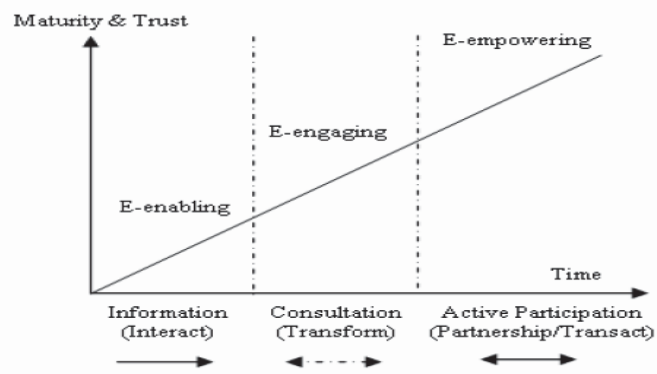 Maturity & Trust
E-empowering
E-engaging
E-enabling
Time
Information
(Interact)
Consultation
(Transform)
Active Participation
(Partnership/Transact)